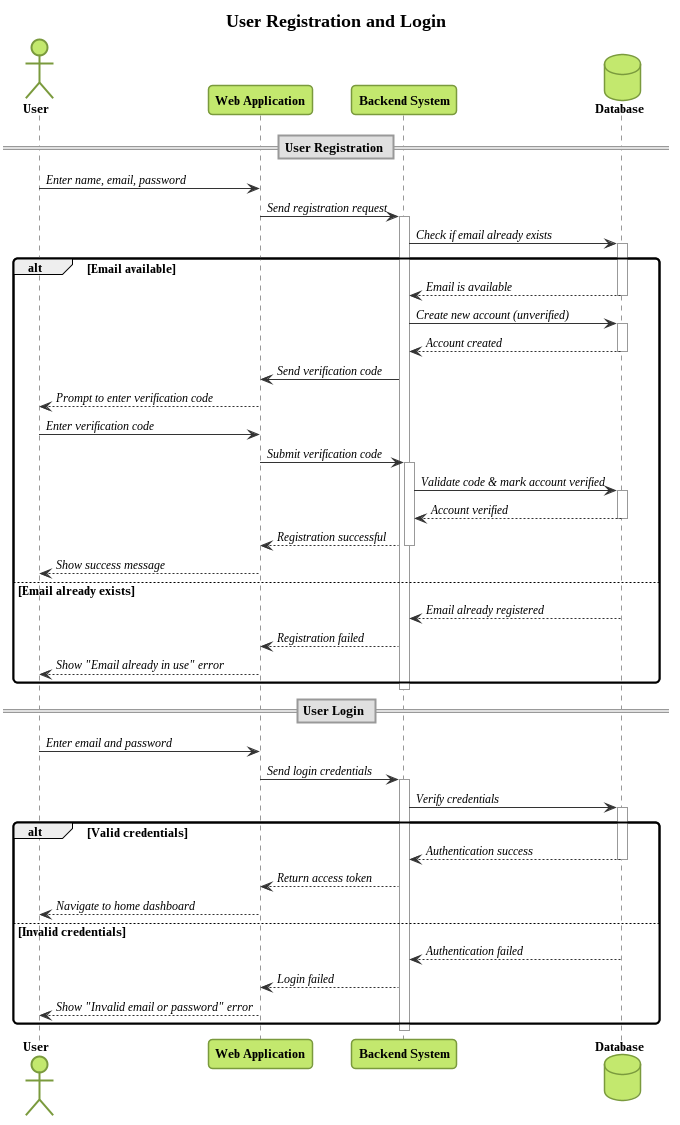 User Registration and Login
User
Web Application
Backend System
Database
User Registration
Enter name, email, password
Send registration request
Check if email already exists
alt
[Email available]
Email is available
Create new account (unverified)
Account created
Send verification code
Prompt to enter verification code
Enter verification code
Submit verification code
Validate code & mark account verified
Account verified
Registration successful
Show success message
[Email already exists]
Email already registered
Registration failed
Show "Email already in use" error
User Login
Enter email and password
Send login credentials
Verify credentials
alt
[Valid credentials]
Authentication success
Return access token
Navigate to home dashboard
[Invalid credentials]
Authentication failed
Login failed
Show "Invalid email or password" error
User
Web Application
Backend System
Database